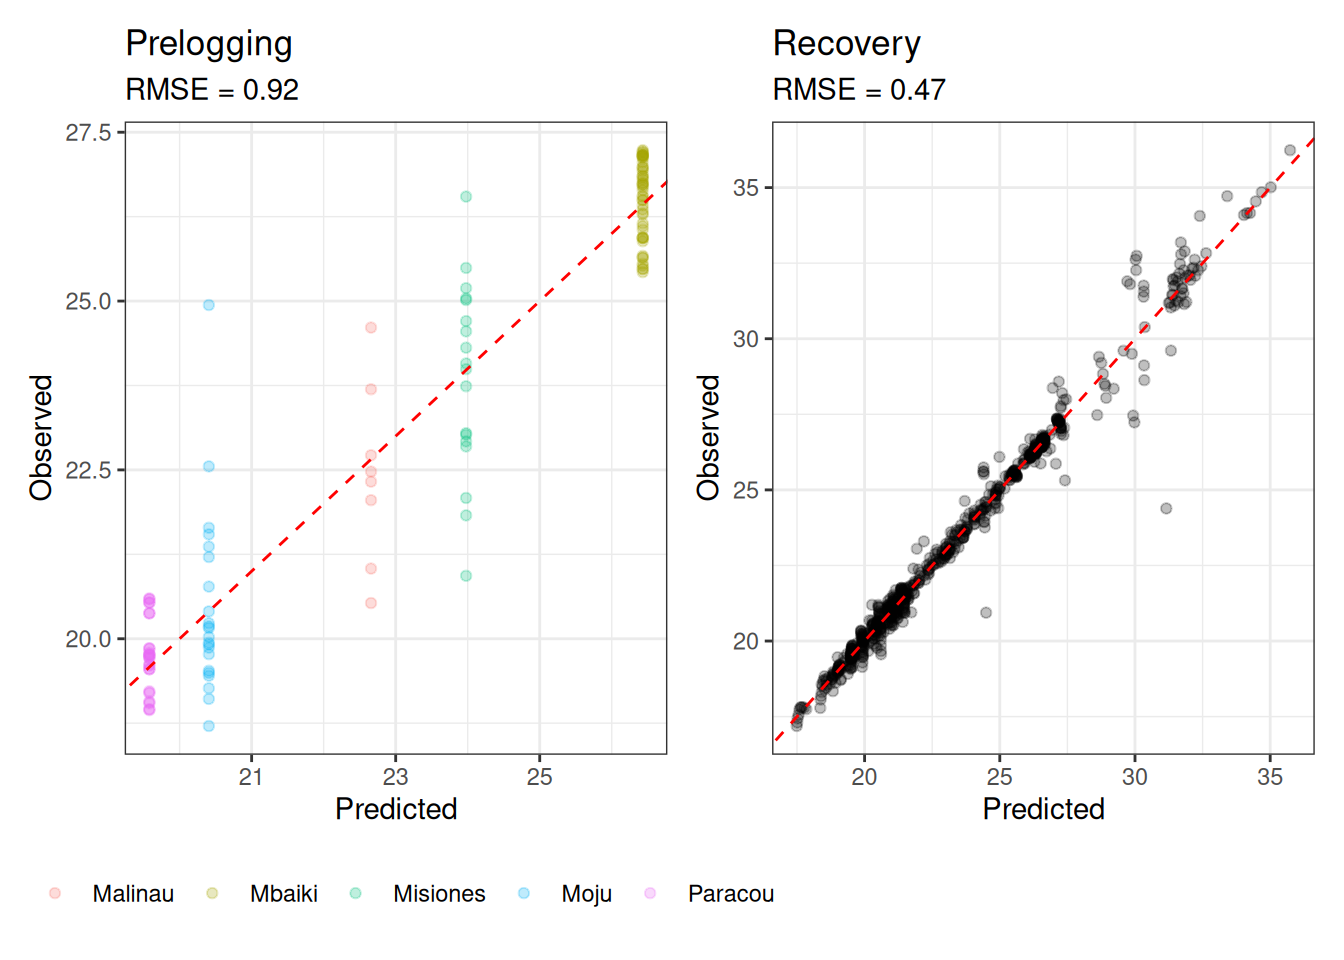 Prelogging
RMSE = 0.92
27.5
25.0
22.5
20.0
Observed
21 23 25
Predicted
Recovery
RMSE = 0.47
35
30
25
20
Observed
20 25 30 35
Predicted
Malinau Mbaiki Misiones Moju Paracou